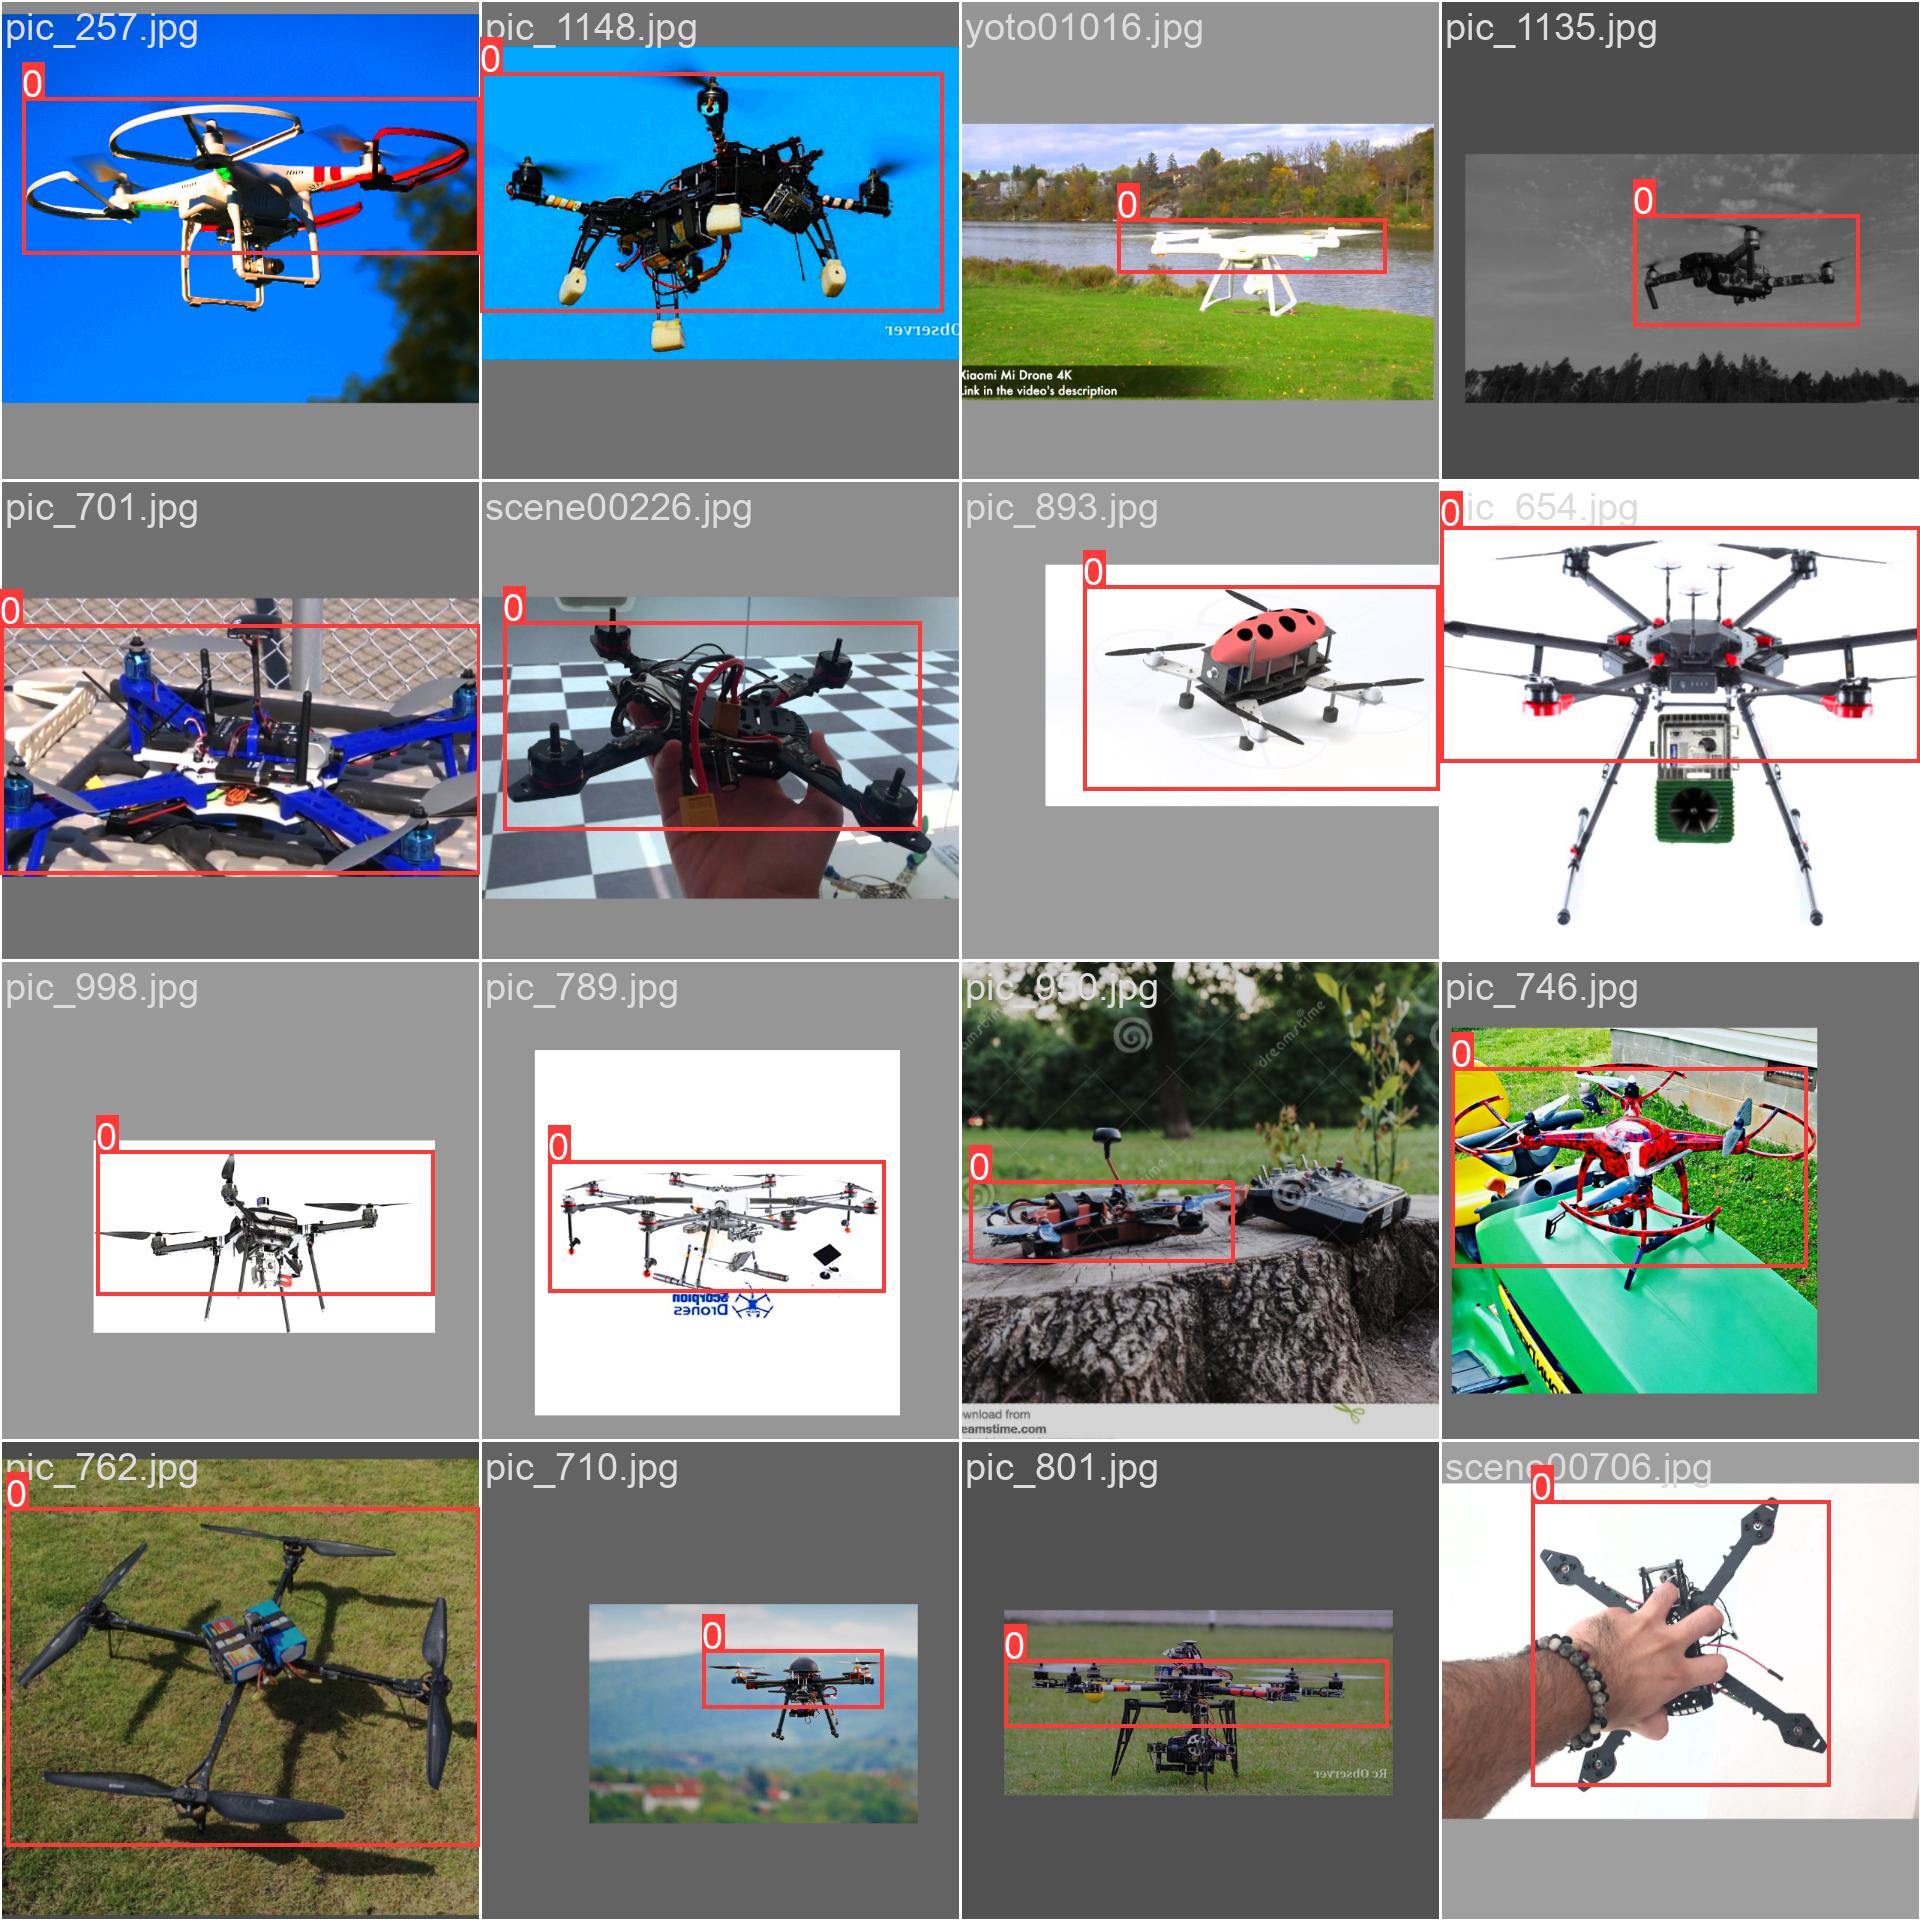 pic_257.jpg
pic_1148.jpg
yoto01016.jpg
pic_1135.jpg
0
0
0
0
Observer
Xiaomi Mi Drone 4K
Link in the video's description
pic_701.jpg
scene00226.jpg
pic_893.jpg
pic_654.jpg
0
0
0
0
pic_998.jpg
pic_789.jpg
pic_950.jpg
pic_746.jpg
0
0
0
0
dreamstime
Scorpion
Drones
wnload from
eamstime.com
pic_762.jpg
pic_710.jpg
pic_801.jpg
scene00706.jpg
0
0
0
0
Rc Observer